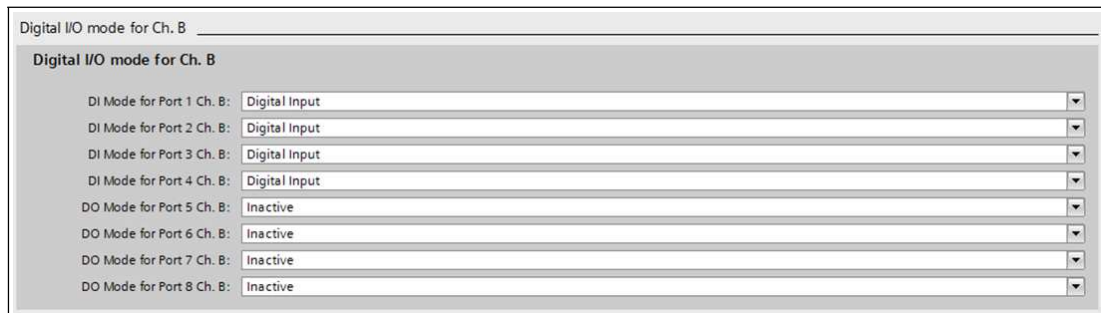 Digital I/O mode for Ch. B
Digital I/O mode for Ch. B
DI Mode for Port 1 Ch. B: Digital Input
DI Mode for Port 2 Ch. B: Digital Input
DI Mode for Port 3 Ch. B: Digital Input
DI Mode for Port 4 Ch. B: Digital Input
DO Mode for Port 5 Ch. B: Inactive
DO Mode for Port 6 Ch. B: Inactive
DO Mode for Port 7 Ch. B: Inactive
DO Mode for Port 8 Ch. B: Inactive